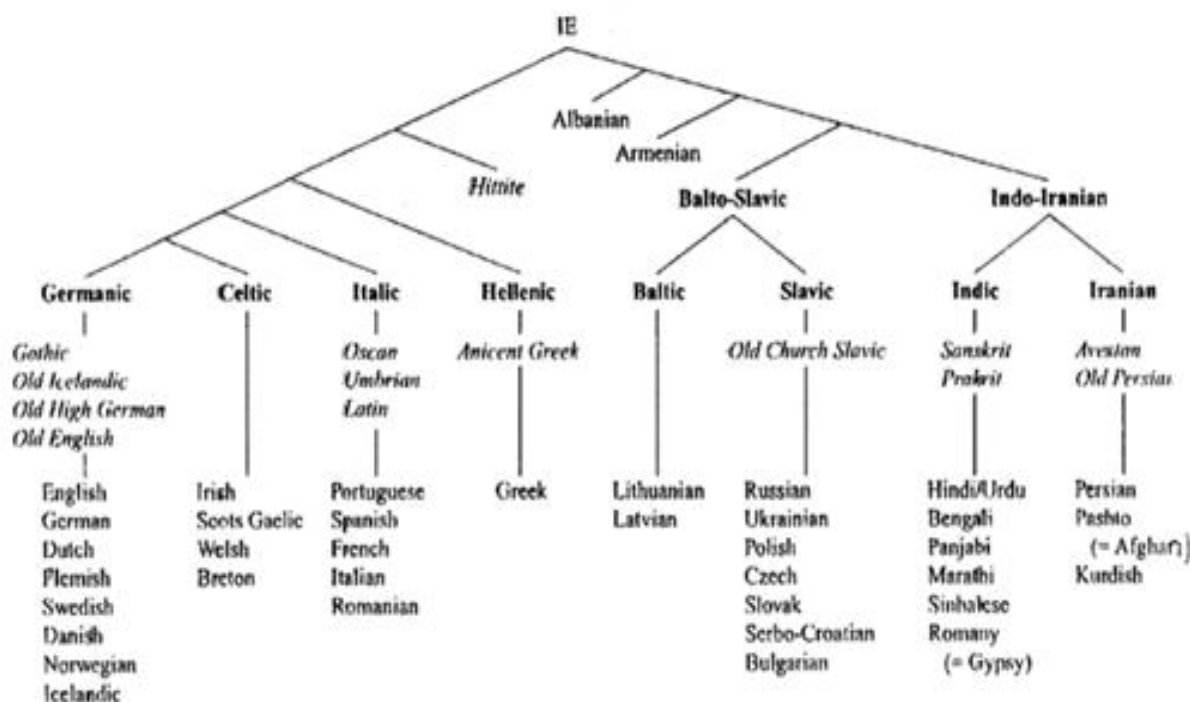 IE
Albanian
Armenian
Hittite
Balto-Slavic
Indo-Iranian
Germanic
Celtic
Italic
Hellenic
Baltic
Slavic
Indic
Iranian
Gothic
Old Icelandic
Old High German
Old English
Oscan
Umbrian
Latin
Anicent Greek
Old Church Slavic
Sanskrit
Prakrit
Avestan
Old Persian
English
German
Dutch
Flemish
Swedish
Danish
Norwegian
Icelandic
Irish
Scots Gaelic
Welsh
Breton
Portuguese
Spanish
French
Italian
Romanian
Greek
Lithuanian
Latvian
Russian
Ukrainian
Polish
Czech
Slovak
Serbo-Croatian
Bulgarian
Hindi/Urdu
Bengali
Panjabi
Marathi
Sinhalese
Romany
(= Gypsy)
Persian
Pashto
(= Afghan)
Kurdish